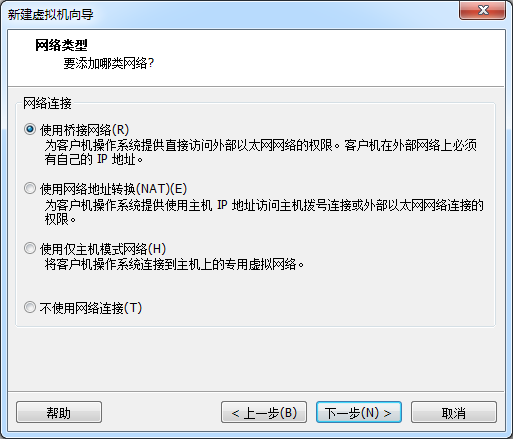 新建虚拟机向导
网络类型
要添加哪类网络?
网络连接
使用桥接网络(R)
为客户机操作系统提供直接访问外部以太网网络的权限。客户机在外部网络上必须
有自己的 IP 地址。
使用网络地址转换(NAT)(E)
为客户机操作系统提供使用主机 IP 地址访问主机拨号连接或外部以太网网络连接的
权限。
使用仅主机模式网络(H)
将客户机操作系统连接到主机上的专用虚拟网络。
不使用网络连接(T)
帮助
< 上一步(B)
下一步(N) >
取消